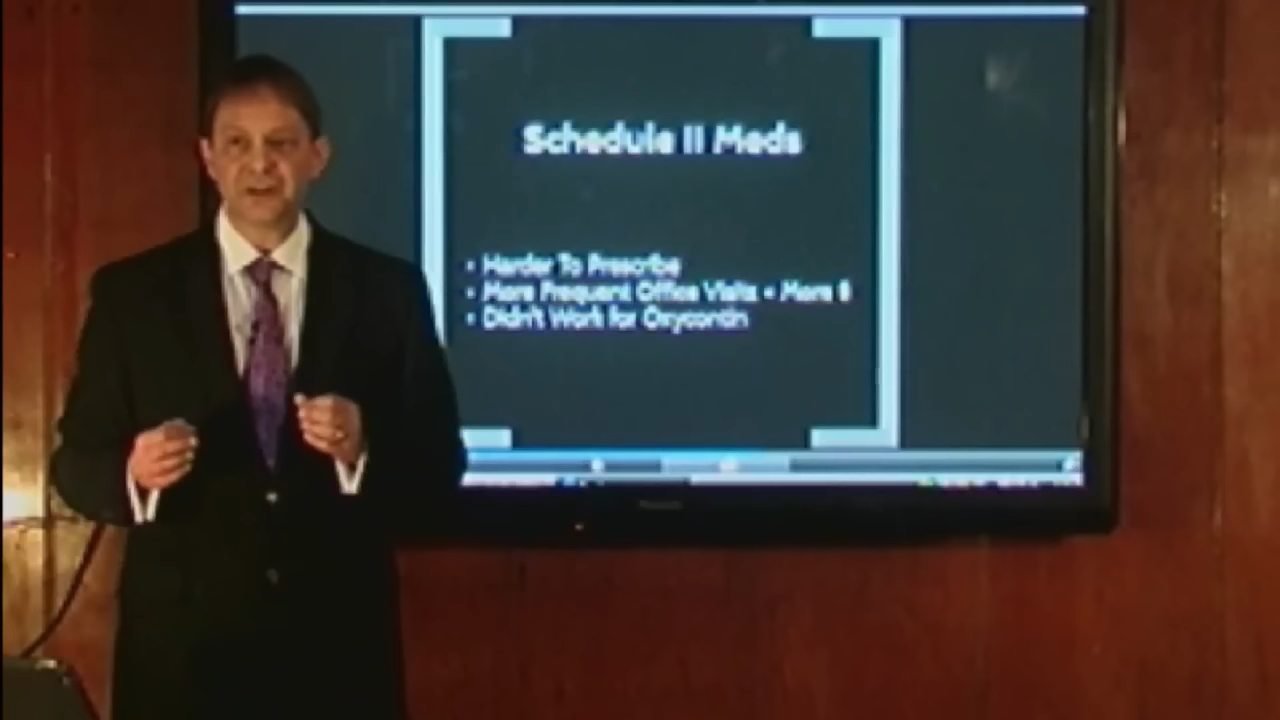 Schedule II Meds
• Harder To Prescribe
• More Frequent Office Visits = More $
• Didn't Work for Oxycontin